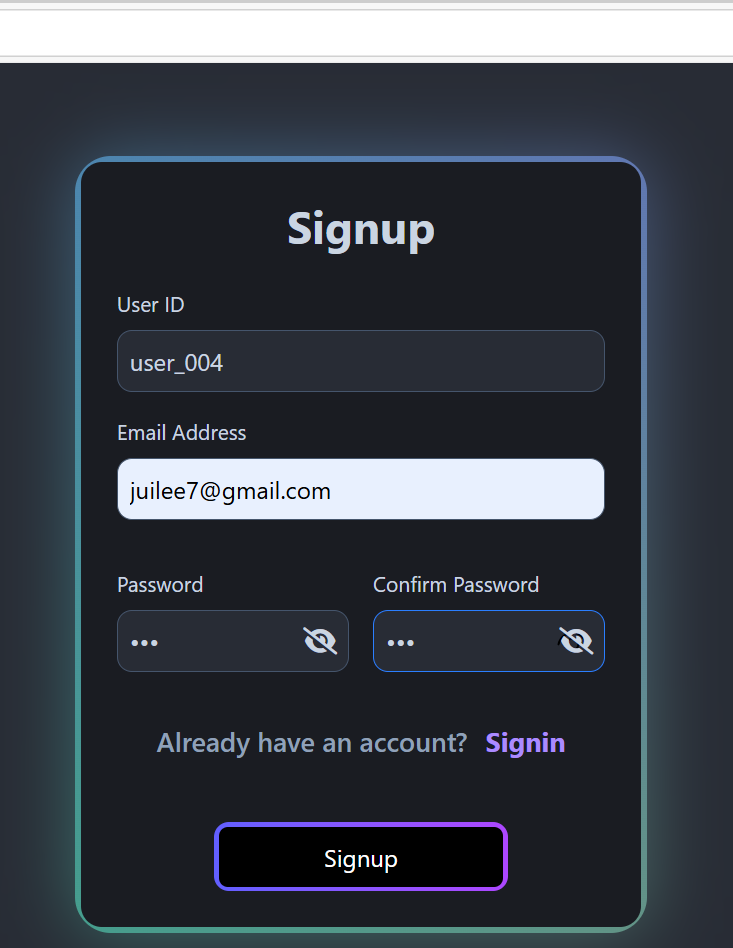 Signup
User ID
user_004
Email Address
juilee7@gmail.com
Password Confirm Password
••• •••
Already have an account? Signin
Signup